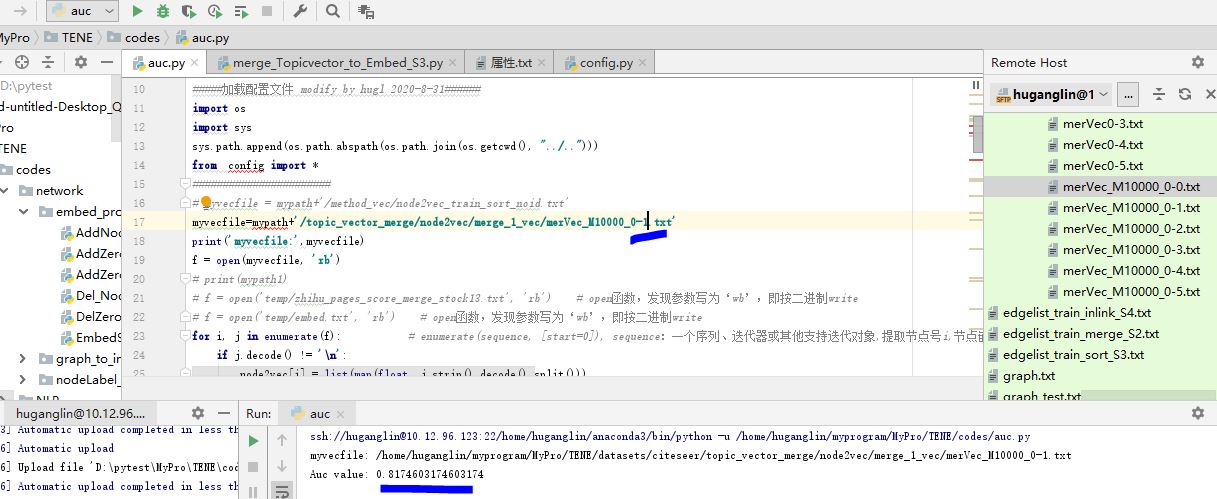 auc
MyPro
TENE
codes
auc.py
auc.py
merge_Topicvector_to_Embed_S3.py
属性.txt
config.py
Remote Host
D:\pytest
d-untitled-Desktop_Q
Pro
TENE
codes
network
embed_pro
AddNod
AddZero
AddZero
Del_Nod
DelZero
EmbedS
graph_to_in
nodeLabel_
10 #####加载配置文件 modify by hugl 2020-8-31######
11 import os
12 import sys
13 sys.path.append(os.path.abspath(os.path.join(os.getcwd(), "../..")))
14 from config import *
15 #####################
16 # myvecfile = mypath+'/method_vec/node2vec_train_sort_noid.txt'
17 myvecfile=mypath+'/topic_vector_merge/node2vec/merge_1_vec/merVec_M10000_0-1.txt'
18 print('myvecfile:',myvecfile)
19 f = open(myvecfile, 'rb')
20 # print(mypath1)
21 # f = open('temp/zhihu_pages_score_merge_stock13.txt', 'rb') # open函数，发现参数写为‘wb’，即按二进制write
22 # f = open('temp/embed.txt', 'rb') # open函数，发现参数写为‘wb’，即按二进制write
23 for i, j in enumerate(f): # enumerate(sequence, [start=0]), sequence：一个序列、迭代器或其他支持迭代对象,提取节点号i,节点
24 if j.decode() != '\n':
25 node2vec[i] = list(map(float, j.strip().decode().split()))
huganglin@1
...
merVec0-3.txt
merVec0-4.txt
merVec0-5.txt
merVec_M10000_0-0.txt
merVec_M10000_0-1.txt
merVec_M10000_0-2.txt
merVec_M10000_0-3.txt
merVec_M10000_0-4.txt
merVec_M10000_0-5.txt
edgelist_train_inlink_S4.txt
edgelist_train_merge_S2.txt
edgelist_train_sort_S3.txt
graph.txt
graph_test.txt
huganglin@10.12.96....
3] Automatic upload completed in less th
6] Automatic upload
6] Upload file 'D:\pytest\MyPro\TENE\cod
6] Automatic upload completed in less th
Run:
auc
ssh://huganglin@10.12.96.123:22/home/huganglin/anaconda3/bin/python -u /home/huganglin/myprogram/MyPro/TENE/codes/auc.py
myvecfile: /home/huganglin/myprogram/MyPro/TENE/datasets/citeseer/topic_vector_merge/node2vec/merge_1_vec/merVec_M10000_0-1.txt
Auc value: 0.8174603174603174